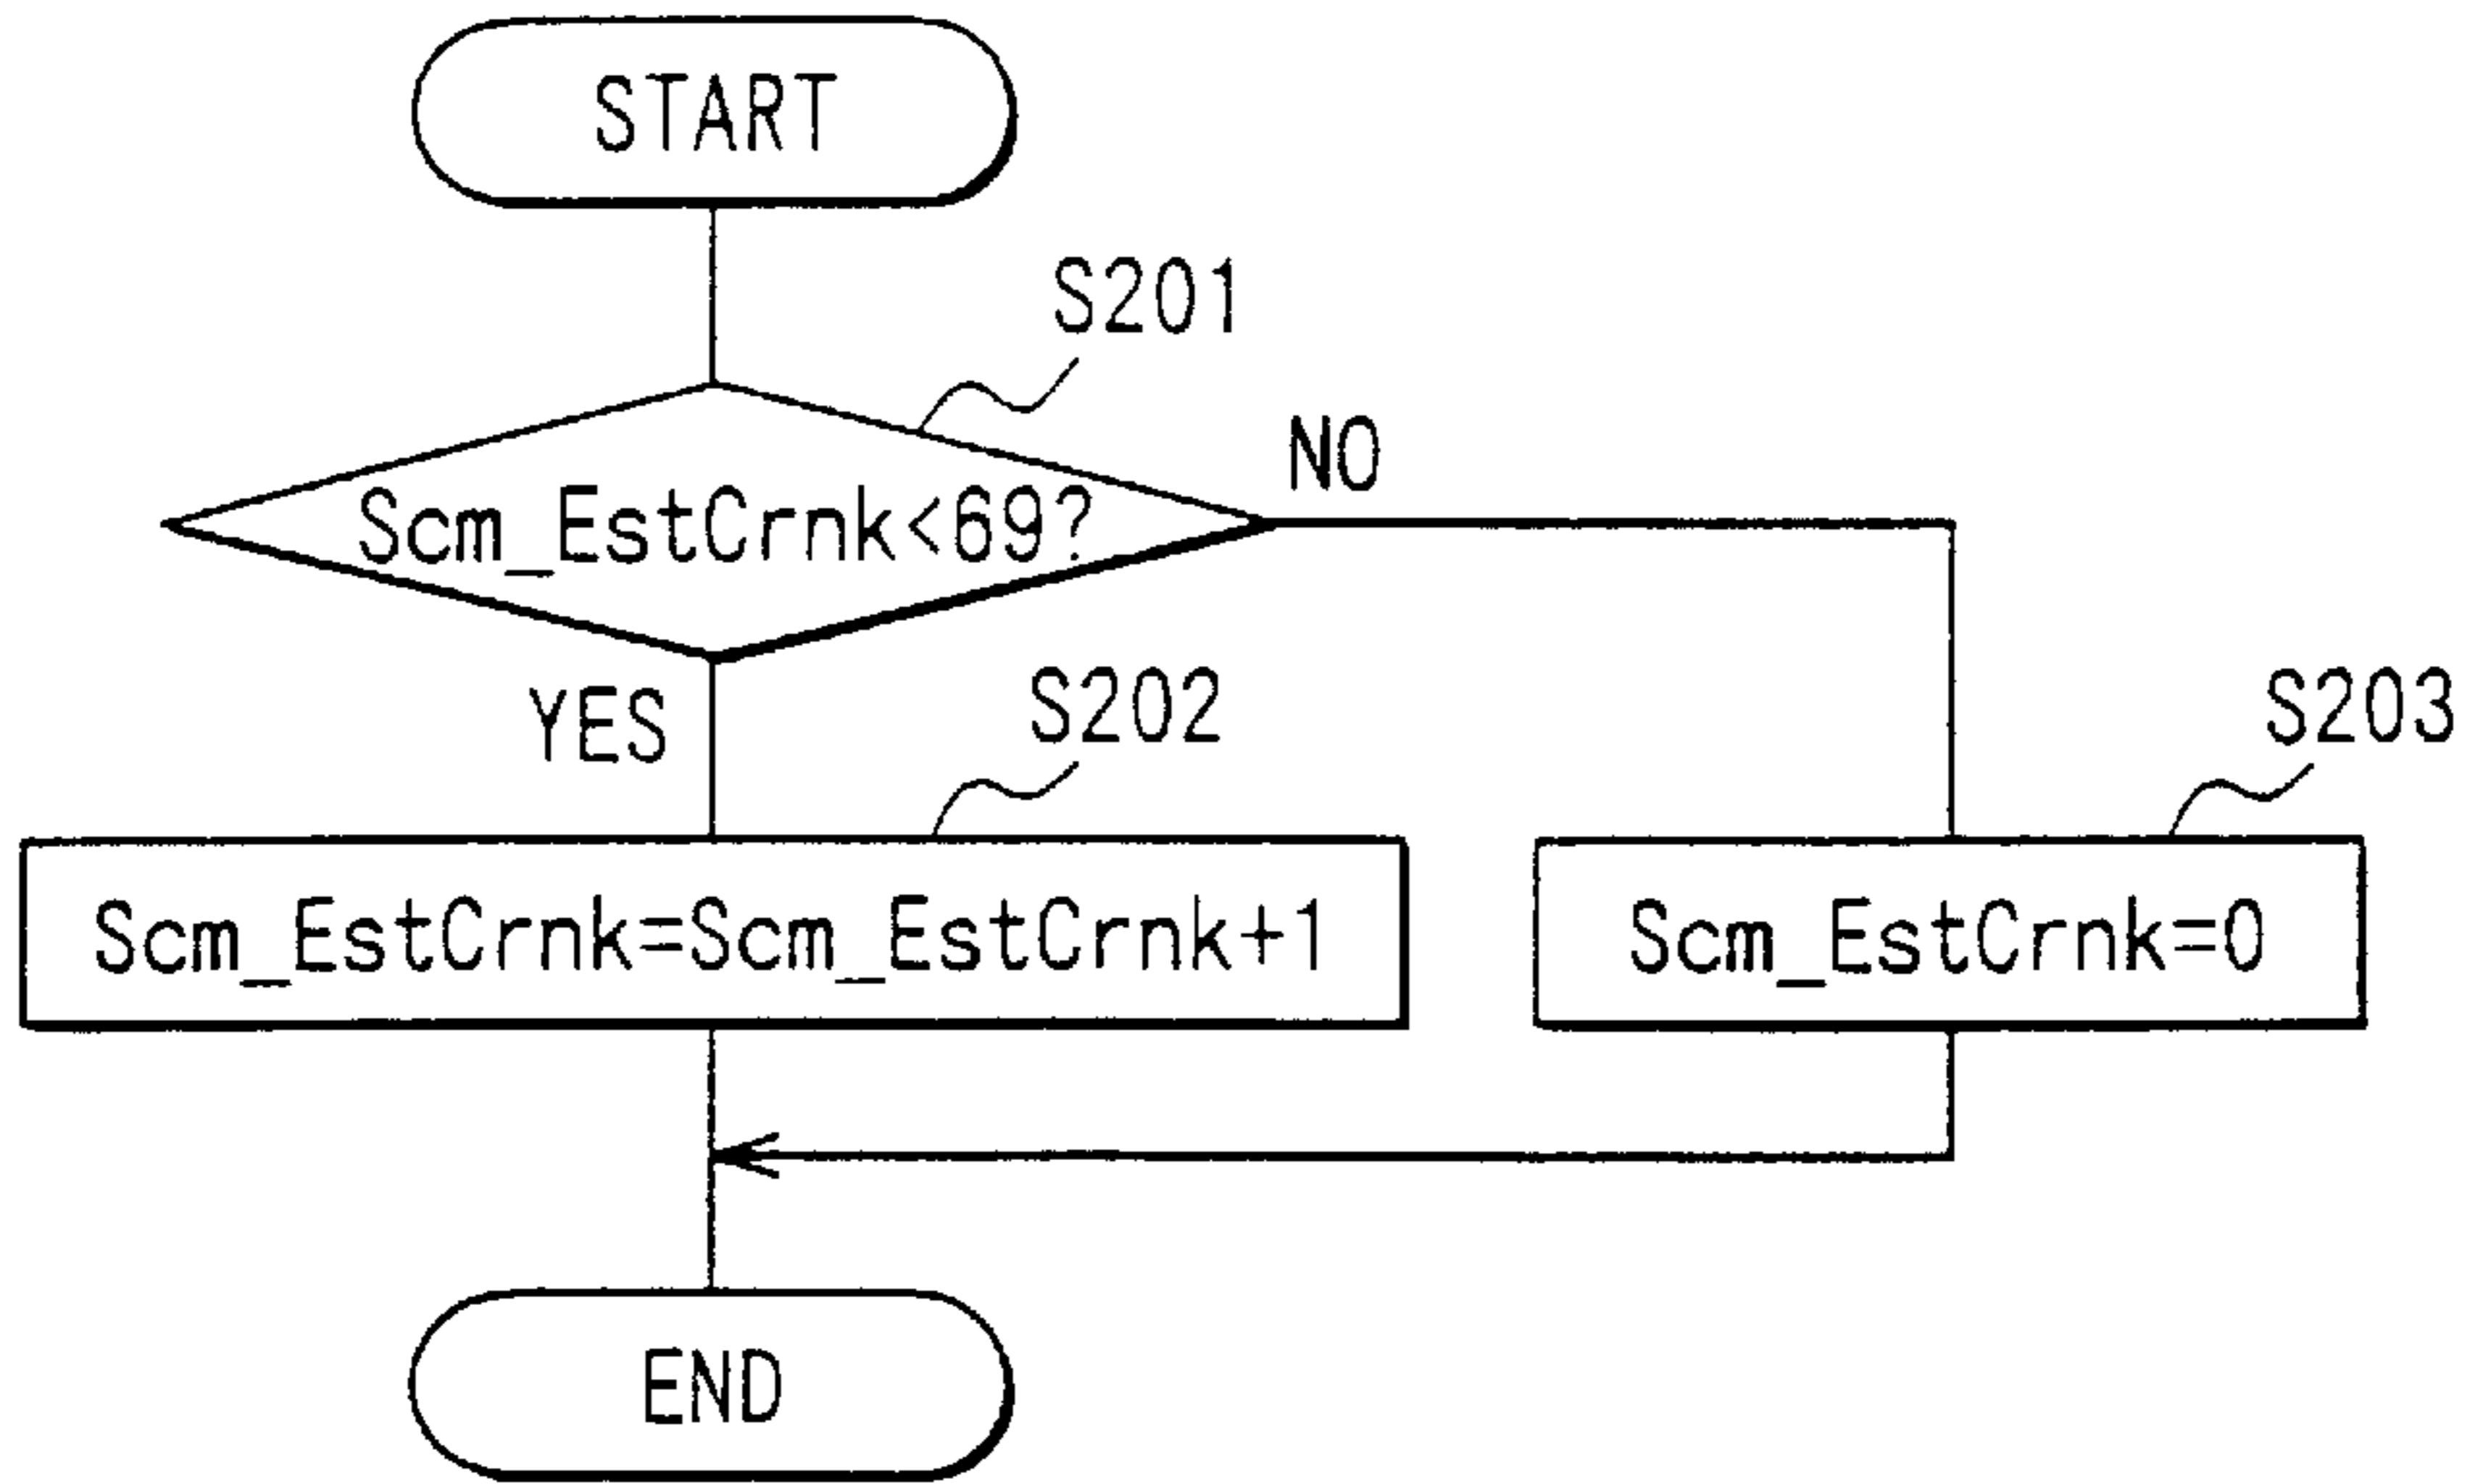 START
S201
NO
Scm_EstCrnk<69?
YES
S202
S203
Scm_EstCrnk=Scm_EstCrnk+1
Scm_EstCrnk=0
END